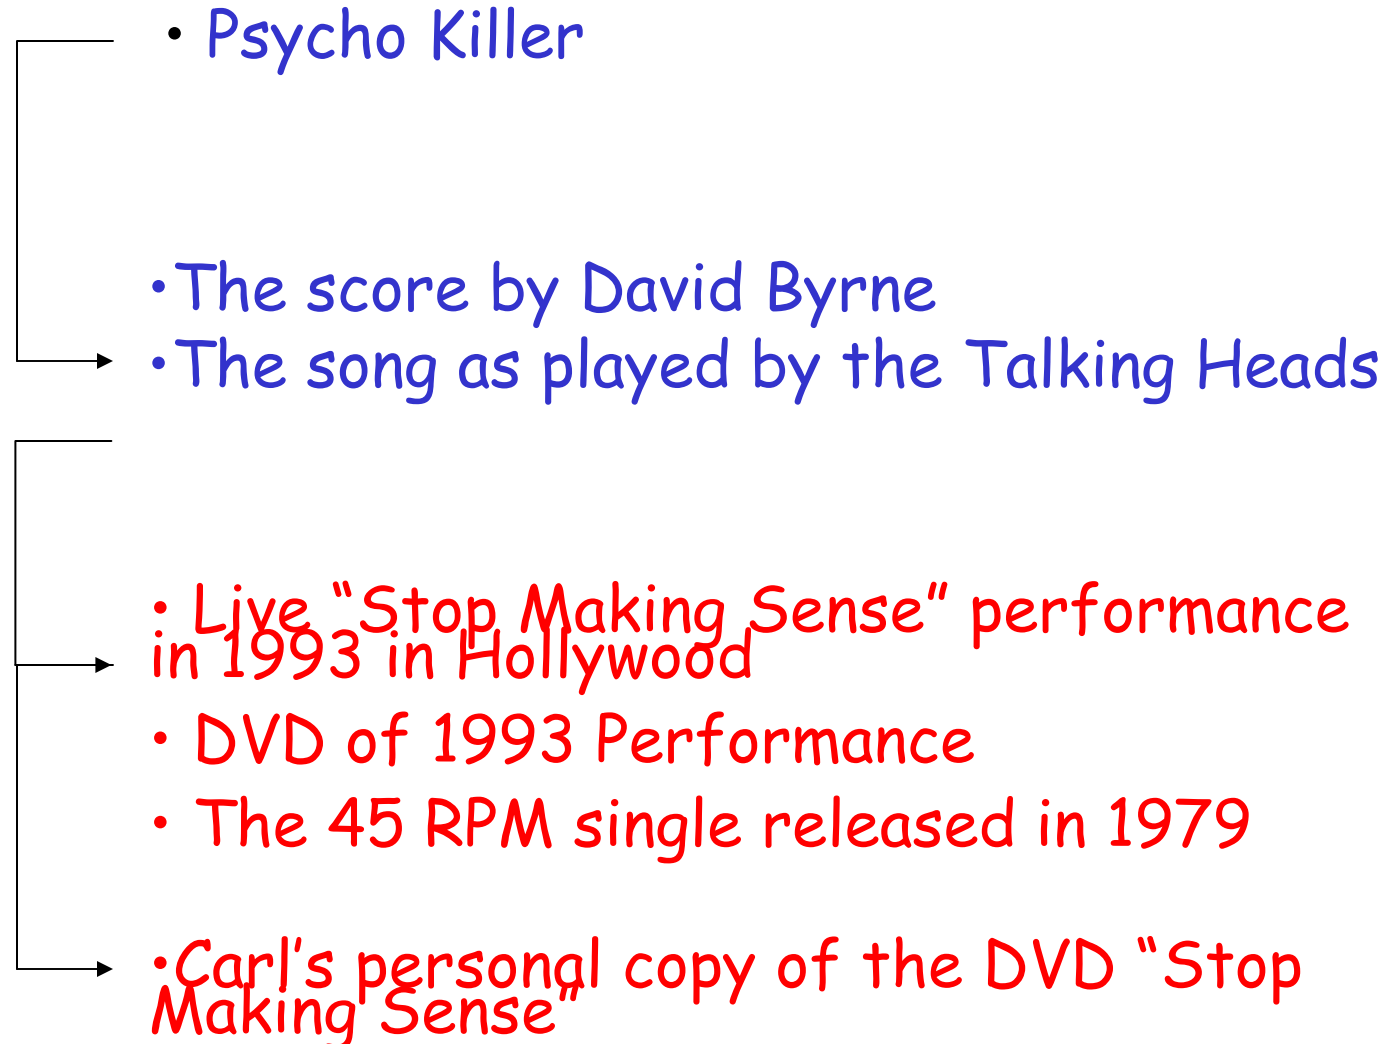 • Psycho Killer
•The score by David Byrne
•The song as played by the Talking Heads
• Live “Stop Making Sense” performance
in 1993 in Hollywood
• DVD of 1993 Performance
• The 45 RPM single released in 1979
•Carl’s personal copy of the DVD “Stop
Making Sense”